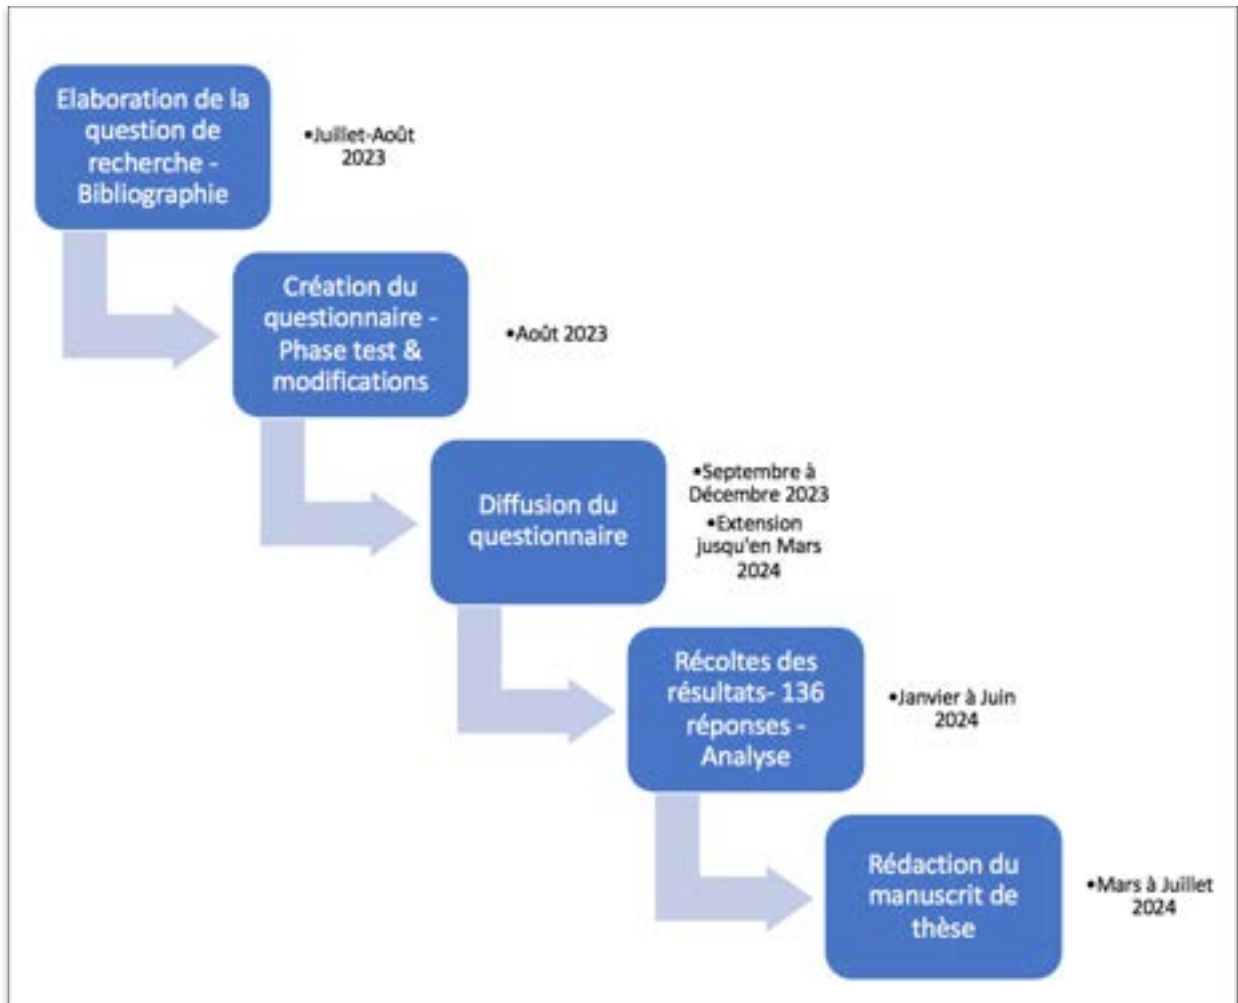 Elaboration de la
question de
recherche -
Bibliographie
•Juillet-Août
2023
Création du
questionnaire -
Phase test &
modifications
•Août 2023
Diffusion du
questionnaire
•Septembre à
Décembre 2023
•Extension
jusqu'en Mars
2024
Récoltes des
résultats- 136
réponses -
Analyse
•Janvier à Juin
2024
Rédaction du
manuscrit de
thèse
•Mars à Juillet
2024